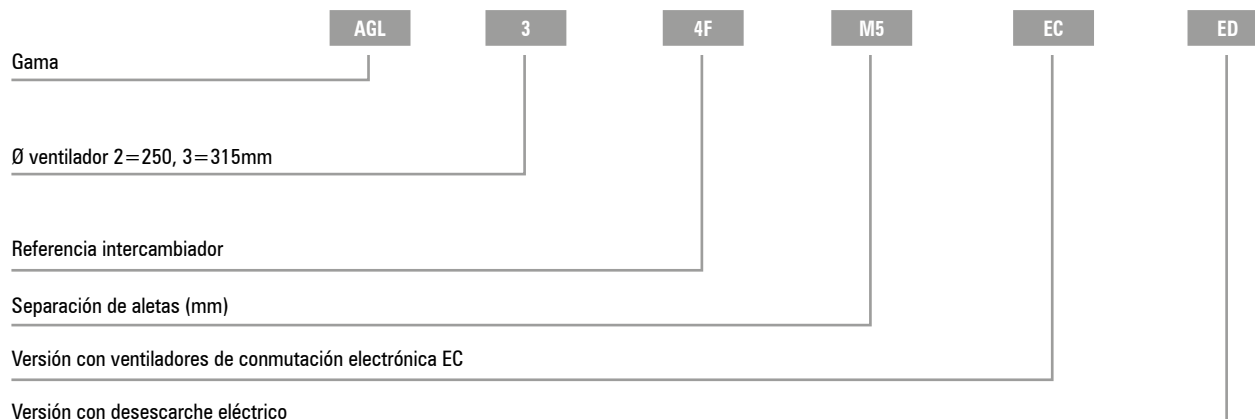 AGL 3 4F M5 EC ED
Gama
Ø ventilador 2=250, 3=315mm
Referencia intercambiador
Separación de aletas (mm)
Versión con ventiladores de conmutación electrónica EC
Versión con desescarche eléctrico